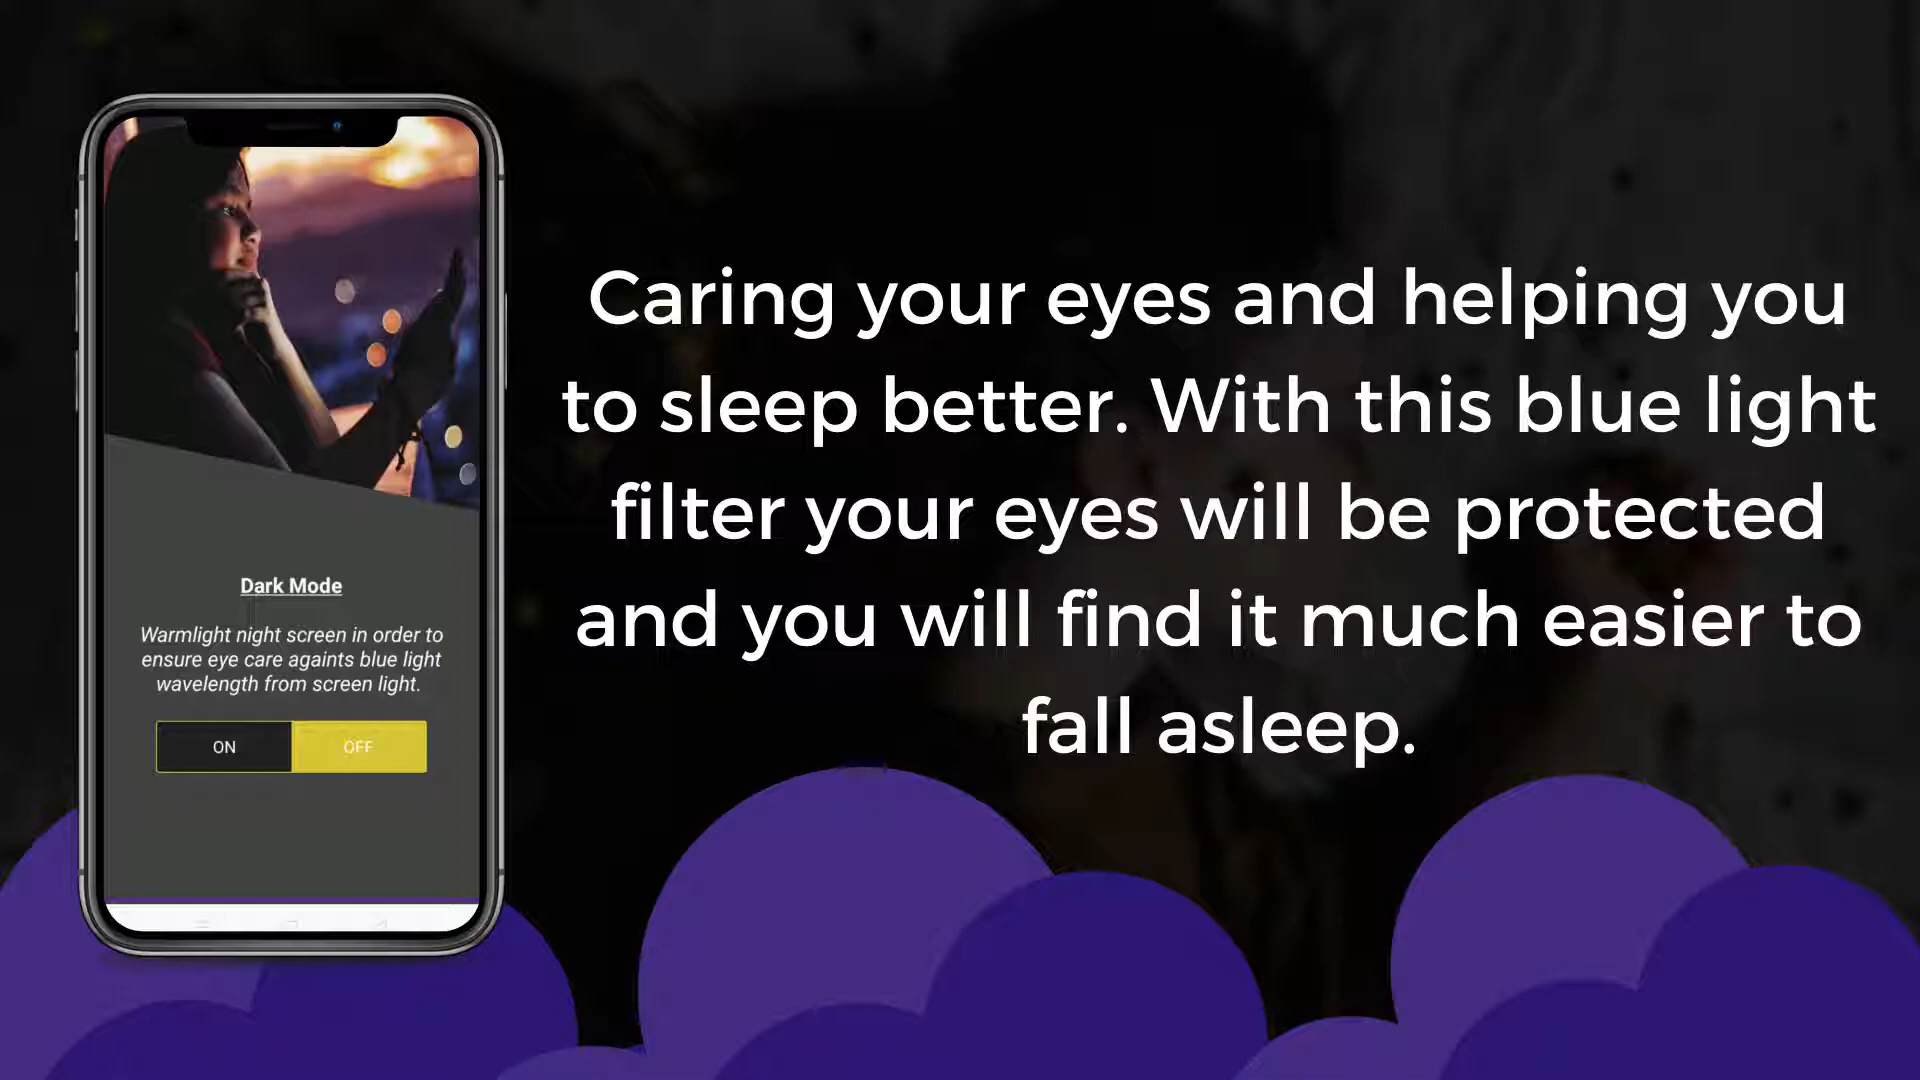 Caring your eyes and helping you
to sleep better. With this blue light
filter your eyes will be protected
and you will find it much easier to
fall asleep.
Dark Mode
Warmlight night screen in order to
ensure eye care againts blue light
wavelength from screen light.
ON OFF